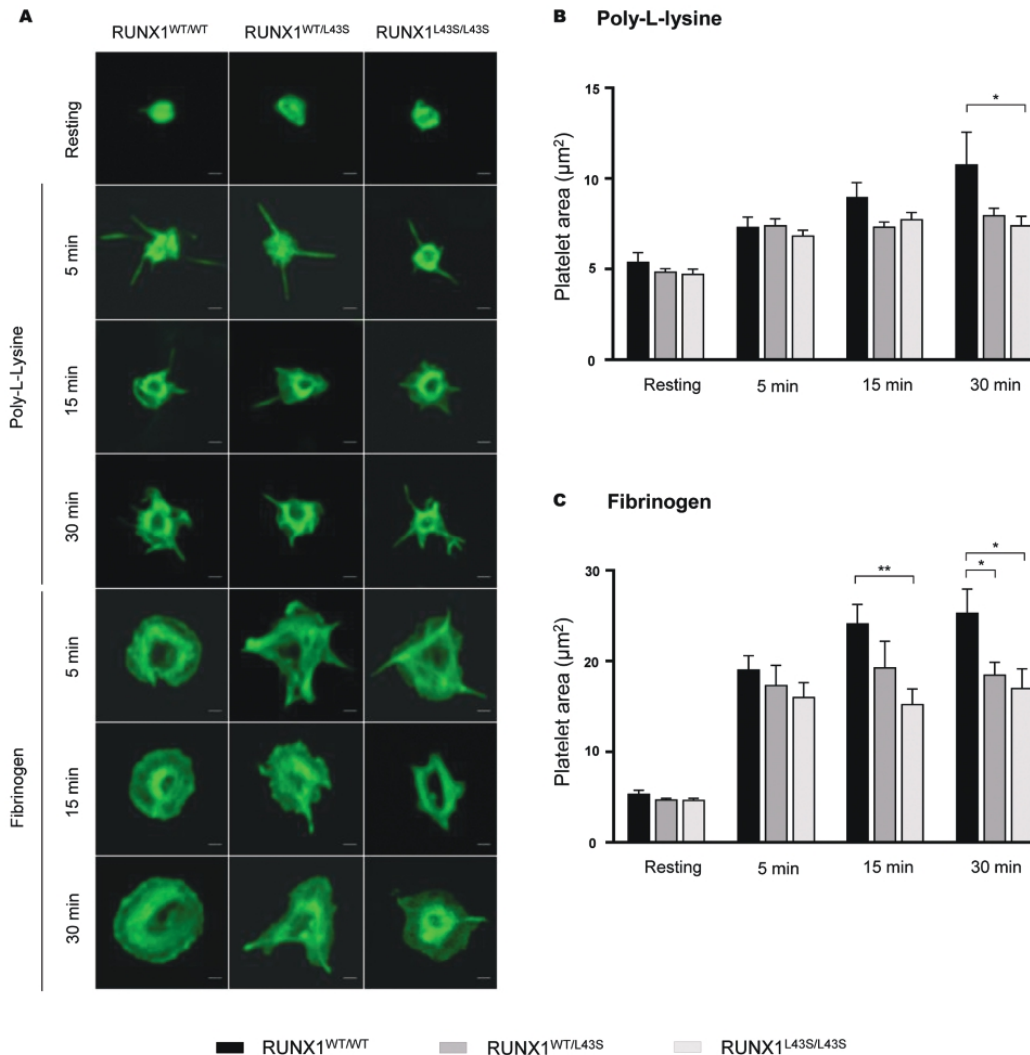 A
RUNX1WT/WT RUNX1WT/L43S RUNX1L43S/L43S
Resting
Poly-L-Lysine
5 min
15 min
30 min
Fibrinogen
5 min
15 min
30 min
B Poly-L-lysine
Platelet area (µm²)
15
10
5
0
*
Resting 5 min 15 min 30 min
C Fibrinogen
Platelet area (µm²)
30
20
10
0
**
*
*
Resting 5 min 15 min 30 min
RUNX1WT/WT RUNX1WT/L43S RUNX1L43S/L43S